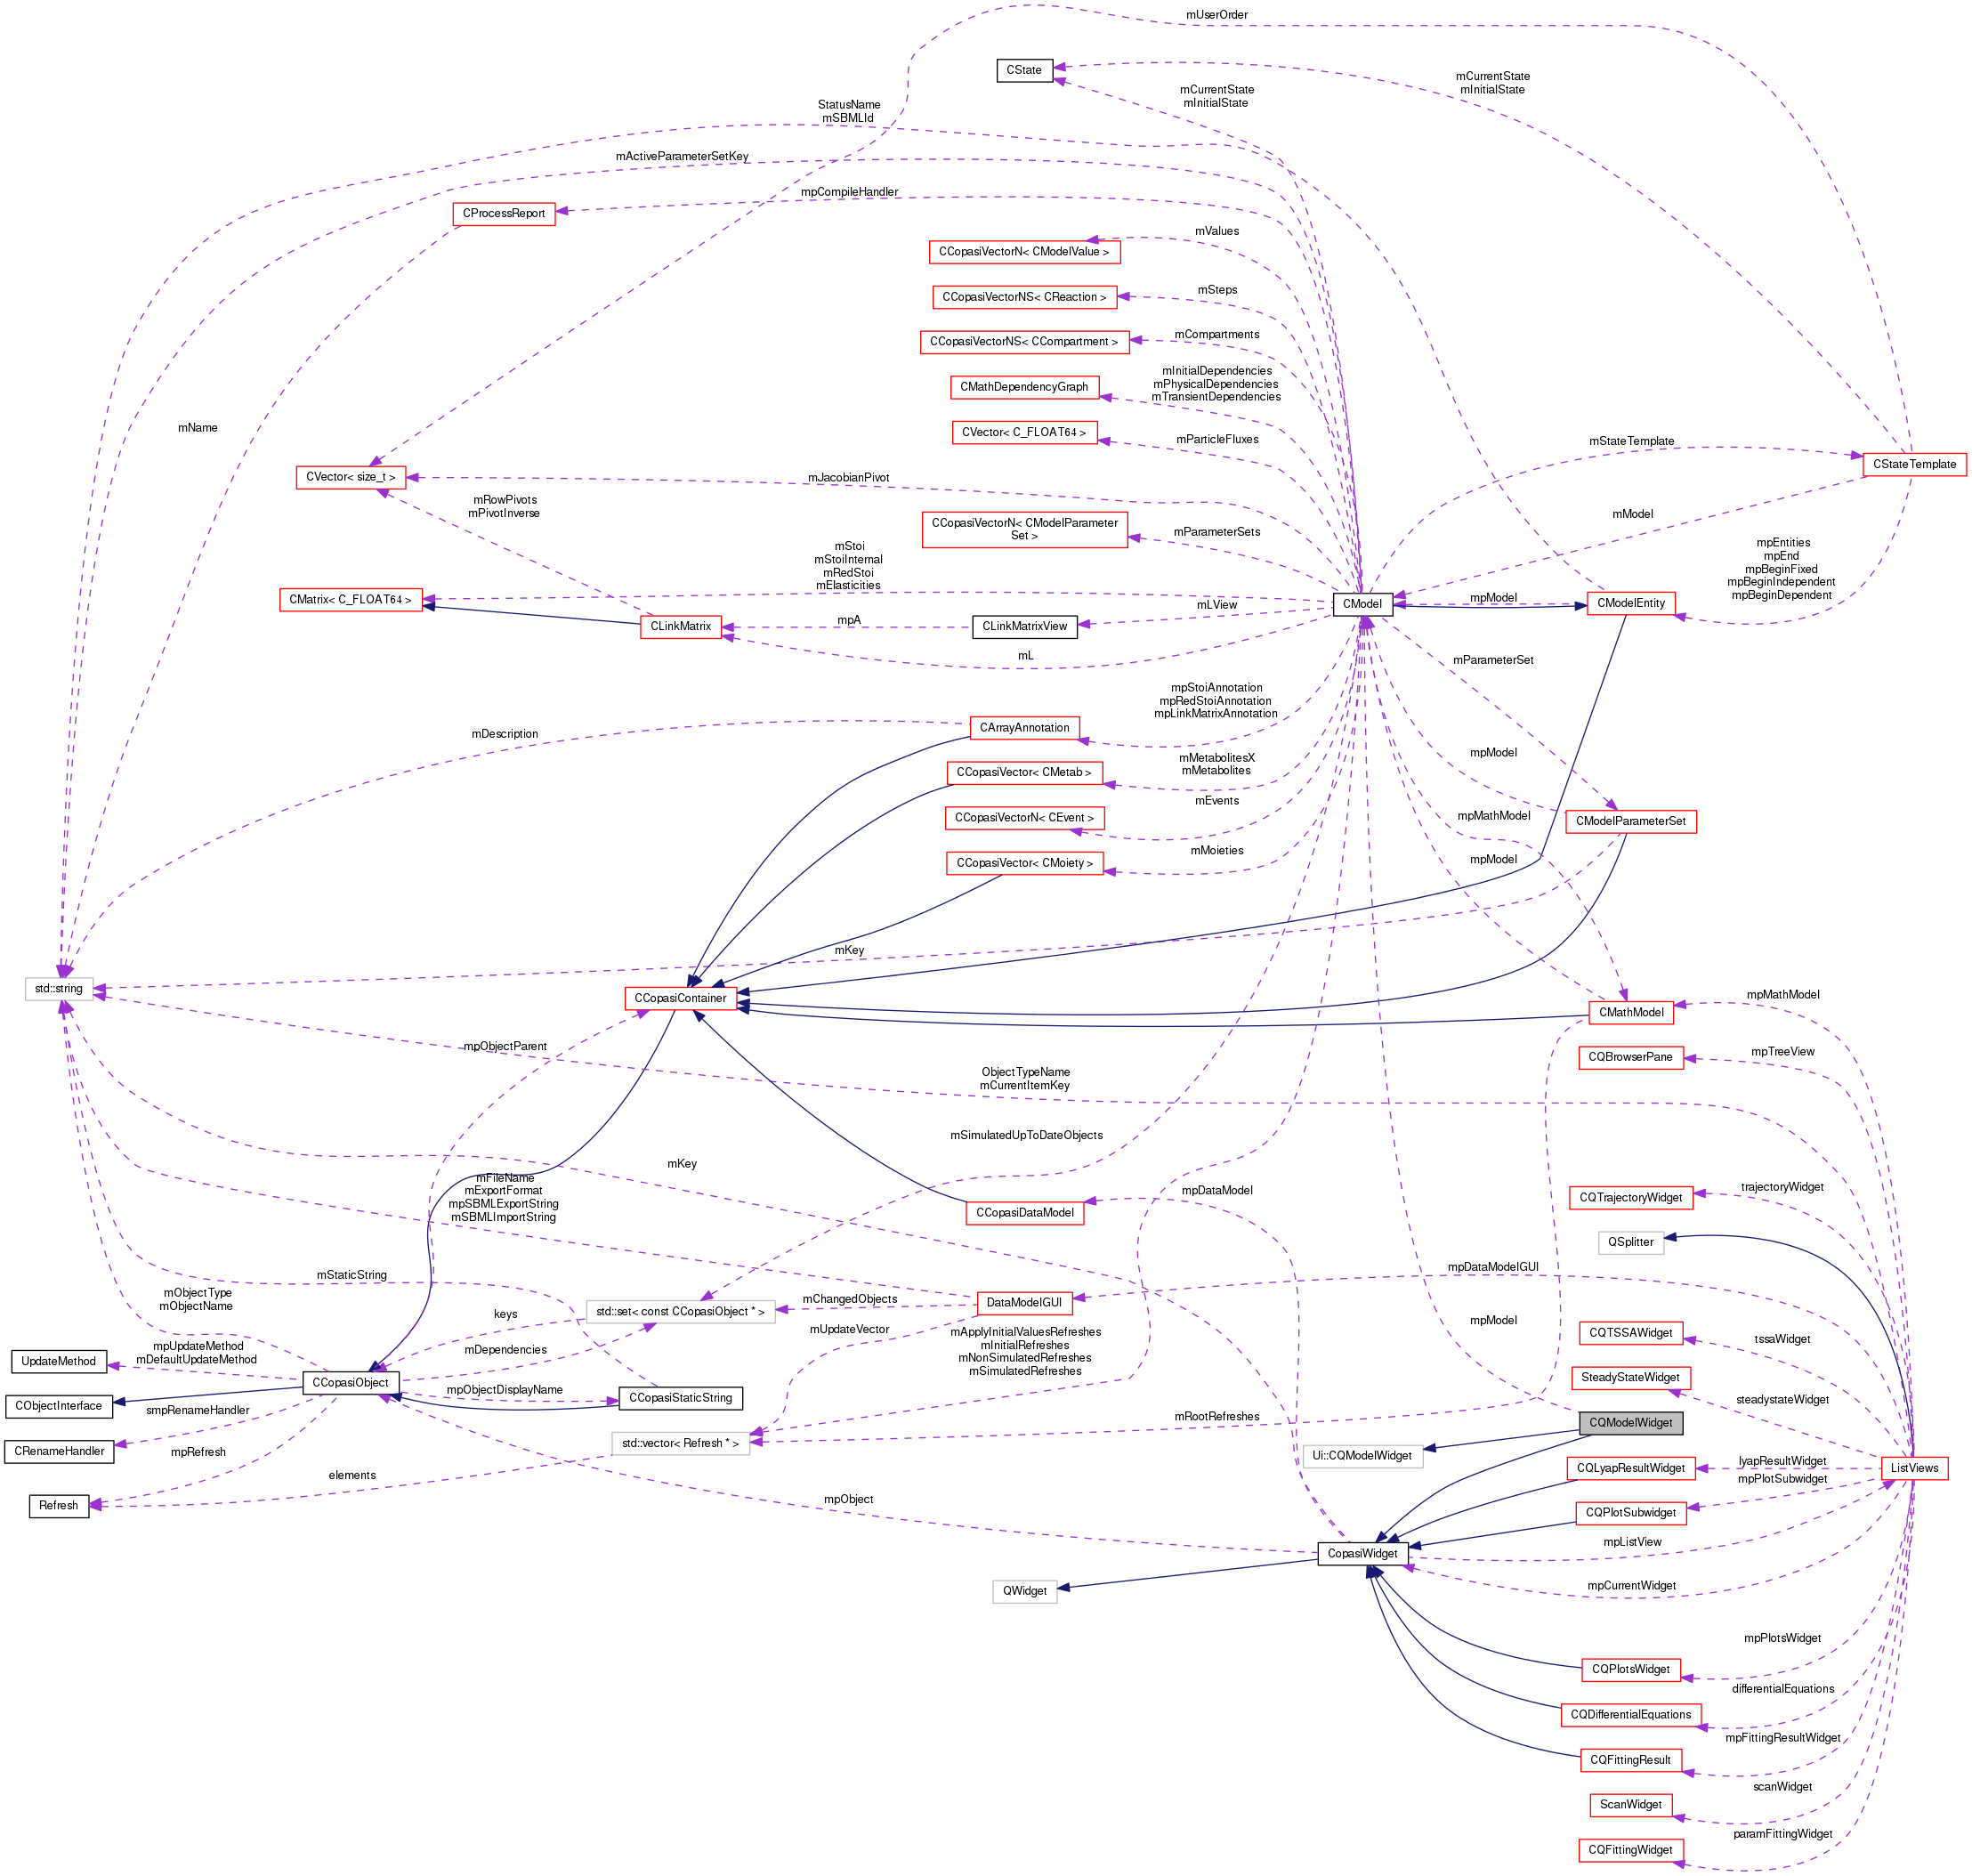 mUserOrder
CState
mCurrentState
mInitialState
mCurrentState
mInitialState
StatusName
mSBMLId
mActiveParameterSetKey
mpCompileHandler
CProcessReport
mValues
CCopasiVectorN< CModelValue >
mSteps
CCopasiVectorNS< CReaction >
mCompartments
CCopasiVectorNS< CCompartment >
mInitialDependencies
mPhysicalDependencies
mTransientDependencies
CMathDependencyGraph
mName
CVector< C_FLOAT64 >
mParticleFluxes
mStateTemplate
CStateTemplate
CVector< size_t >
mJacobianPivot
mRowPivots
mPivotInverse
CCopasiVectorN< CModelParameter
Set >
mParameterSets
mModel
mStoi
mStoiInternal
mRedStoi
mElasticities
mpEntities
mpEnd
mpBeginFixed
mpBeginIndependent
mpBeginDependent
CMatrix< C_FLOAT64 >
CModel
mpModel
CModelEntity
mLView
CLinkMatrix
mpA
CLinkMatrixView
mL
mParameterSet
mpStoiAnnotation
mpRedStoiAnnotation
mpLinkMatrixAnnotation
CArrayAnnotation
mDescription
mpModel
mMetabolitesX
mMetabolites
CCopasiVector< CMetab >
mEvents
CCopasiVectorN< CEvent >
mpMathModel
CModelParameterSet
mMoieties
CCopasiVector< CMoiety >
mpModel
mKey
std::string
CCopasiContainer
mpMathModel
CMathModel
mpObjectParent
CQBrowserPane
mpTreeView
ObjectTypeName
mCurrentItemKey
mSimulatedUpToDateObjects
mKey
mFileName
mExportFormat
mpSBMLExportString
mSBMLImportString
mpDataModel
CCopasiDataModel
CQTrajectoryWidget
trajectoryWidget
QSplitter
mpDataModelGUI
mStaticString
mObjectType
mObjectName
keys
std::set< const CCopasiObject * >
mChangedObjects
DataModelGUI
mpModel
CQTSSAWidget
tssaWidget
mUpdateVector
mApplyInitialValuesRefreshes
mInitialRefreshes
mNonSimulatedRefreshes
mSimulatedRefreshes
mDependencies
UpdateMethod
mpUpdateMethod
mDefaultUpdateMethod
CCopasiObject
mpObjectDisplayName
CCopasiStaticString
SteadyStateWidget
steadystateWidget
CObjectInterface
smpRenameHandler
mRootRefreshes
CQModelWidget
CRenameHandler
mpRefresh
std::vector< Refresh * >
Ui::CQModelWidget
CQLyapResultWidget
lyapResultWidget
mpPlotSubwidget
ListViews
elements
Refresh
mpObject
CQPlotSubwidget
CopasiWidget
mpListView
QWidget
mpCurrentWidget
mpPlotsWidget
CQPlotsWidget
differentialEquations
CQDifferentialEquations
mpFittingResultWidget
CQFittingResult
scanWidget
ScanWidget
paramFittingWidget
CQFittingWidget